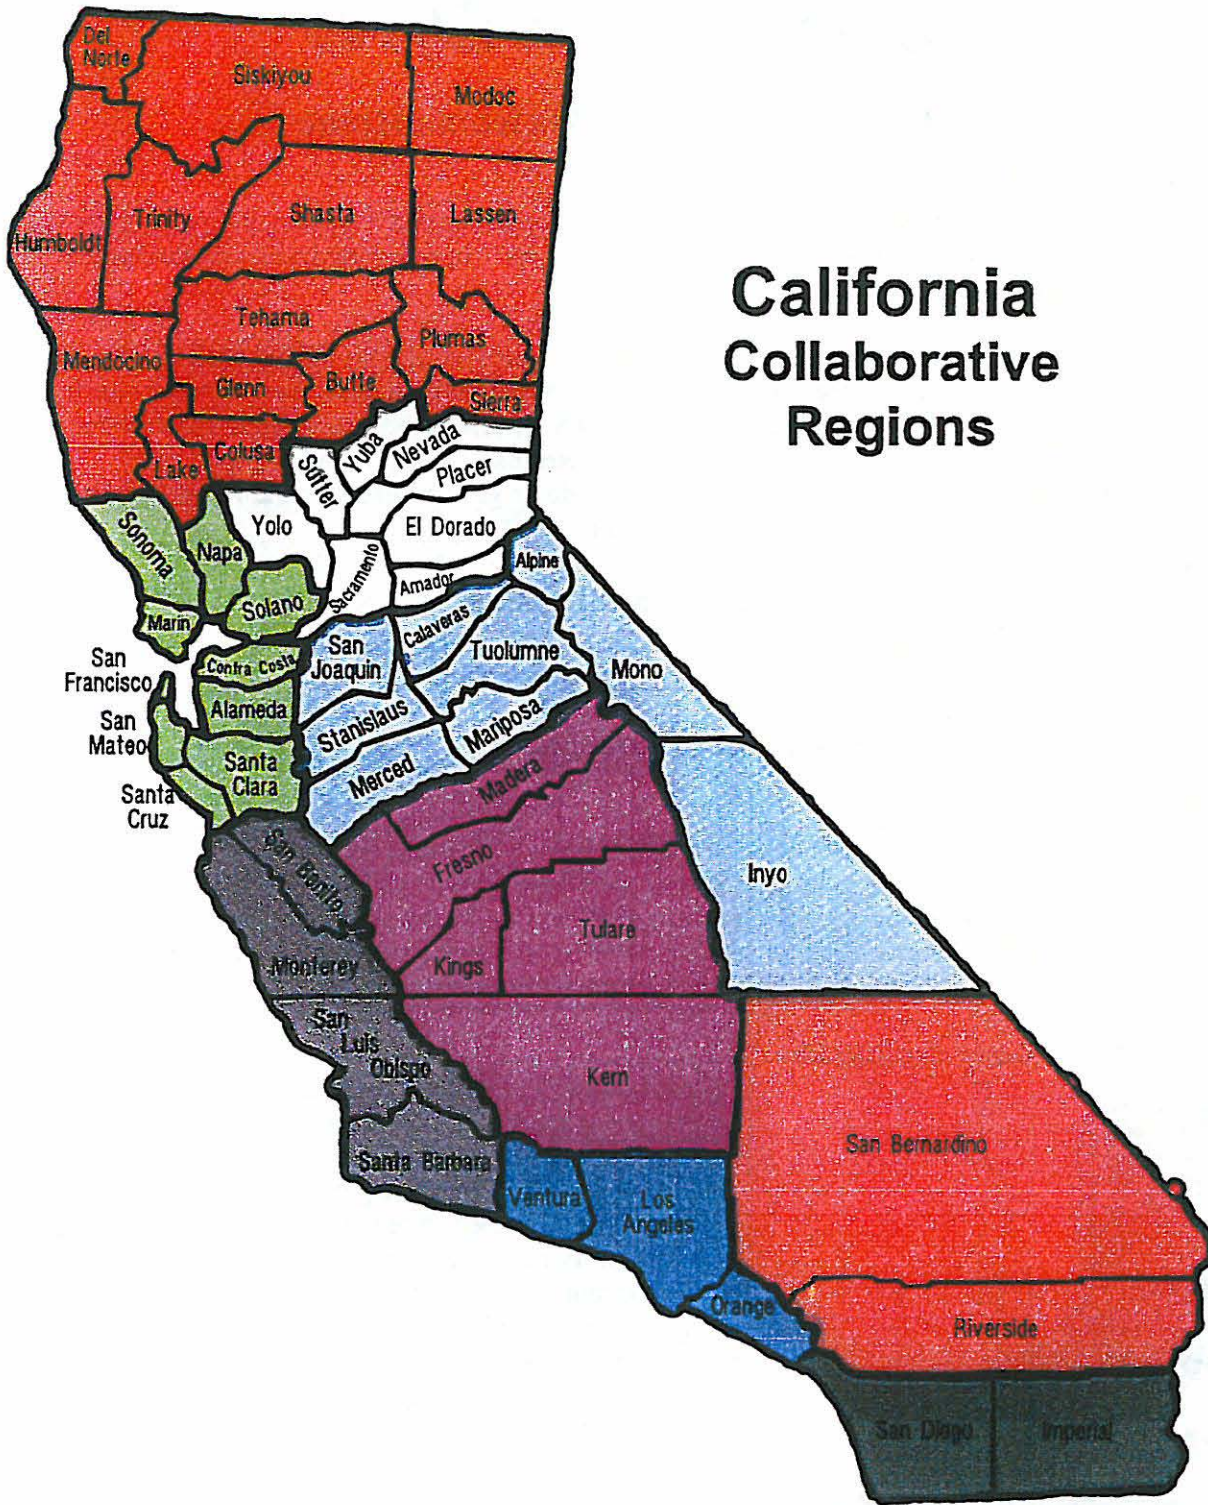 Del
Norte
Siskiyou
Modoc
Humboldt
Trinity
Shasta
Lassen
California
Collaborative
Regions
Mendocino
Tehama
Plumas
Glenn
Butte
Sierra
Lake
Colusa
Sutter
Yuba
Nevada
Placer
Sonoma
Napa
Yolo
El Dorado
Sacramento
Amador
Alpine
Marin
Solano
San
Francisco
Contra Costa
San
Joaquin
Calaveras
Tuolumne
Mono
San
Mateo
Alameda
Stanislaus
Mariposa
Santa
Clara
Merced
Madera
Santa
Cruz
San Benito
Fresno
Inyo
Monterey
Kings
Tulare
San
Luis
Obispo
Kern
San Bernardino
Santa Barbara
Ventura
Los
Angeles
Orange
Riverside
San Diego
Imperial